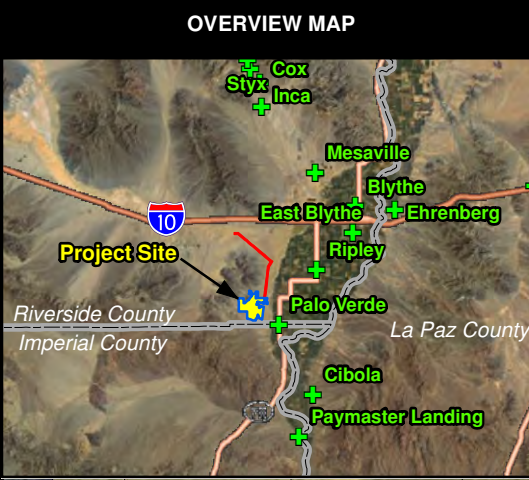 OVERVIEW MAP
Cox
Styx
Inca
Mesaville
Blythe
East Blythe
Ehrenberg
10
Ripley
Project Site
Palo Verde
Riverside County
Imperial County
La Paz County
Cibola
Paymaster Landing